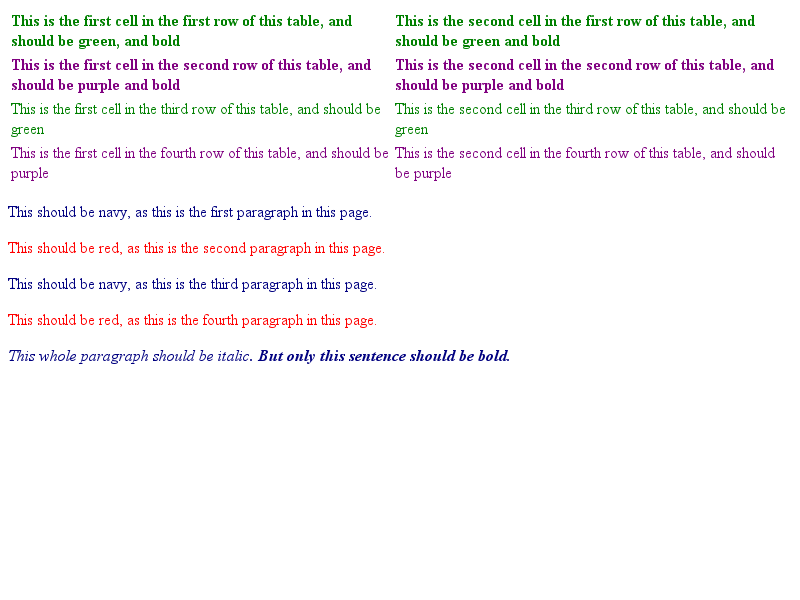 This is the first cell in the first row of this table, and
should be green, and bold
This is the second cell in the first row of this table, and
should be green and bold
This is the first cell in the second row of this table, and
should be purple and bold
This is the second cell in the second row of this table, and
should be purple and bold
This is the first cell in the third row of this table, and should be
green
This is the second cell in the third row of this table, and should be
green
This is the first cell in the fourth row of this table, and should be
purple
This is the second cell in the fourth row of this table, and should
be purple
This should be navy, as this is the first paragraph in this page.
This should be red, as this is the second paragraph in this page.
This should be navy, as this is the third paragraph in this page.
This should be red, as this is the fourth paragraph in this page.
This whole paragraph should be italic. But only this sentence should be bold.